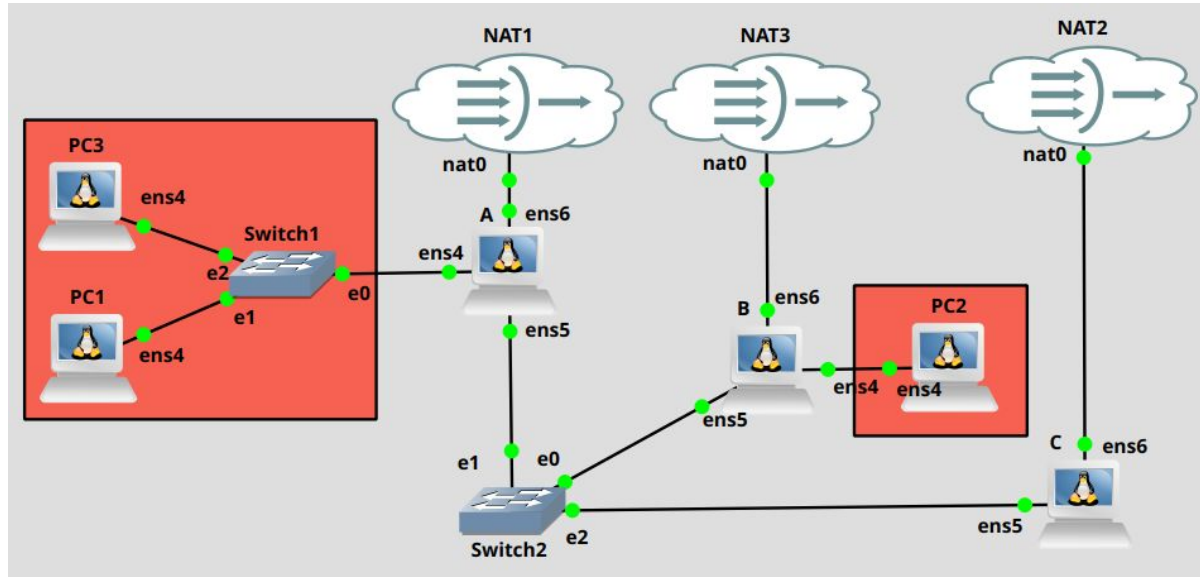 NAT1
NAT3
NAT2
nat0
nat0
nat0
PC3
ens4
Switch1
e2
e0
PC1
e1
ens4
A
ens6
ens4
ens5
B
ens6
PC2
ens4
ens4
ens5
C
ens6
ens5
e1
e0
e2
Switch2